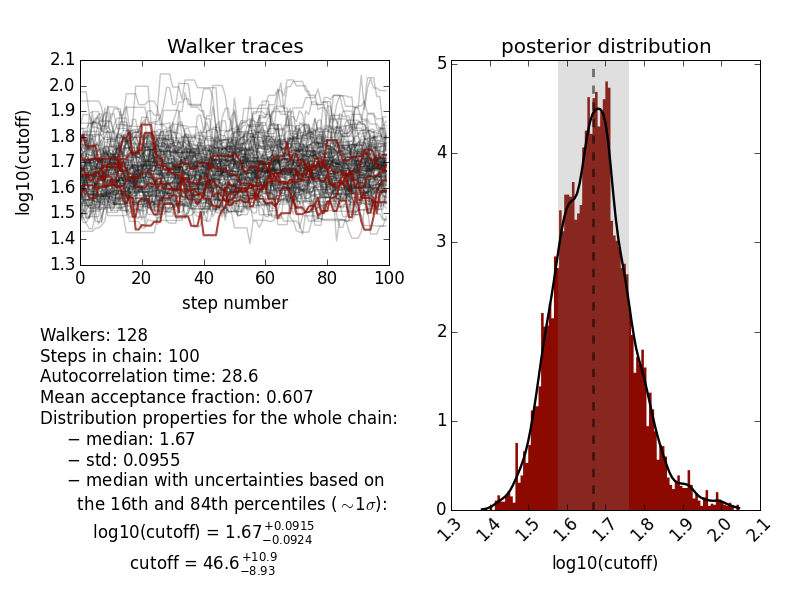 Walker traces
2.1
2.0
1.9
1.8
1.7
1.6
1.5
1.4
1.3
log10(cutoff)
0 20 40 60 80 100
step number
Walkers: 128
Steps in chain: 100
Autocorrelation time: 28.6
Mean acceptance fraction: 0.607
Distribution properties for the whole chain:
− median: 1.67
− std: 0.0955
− median with uncertainties based on
the 16th and 84th percentiles (∼1σ):
log10(cutoff) = 1.67 +0.0915 −0.0924
cutoff = 46.6 +10.9 −8.93
posterior distribution
5
4
3
2
1
0
1.3 1.4 1.5 1.6 1.7 1.8 1.9 2.0 2.1
log10(cutoff)